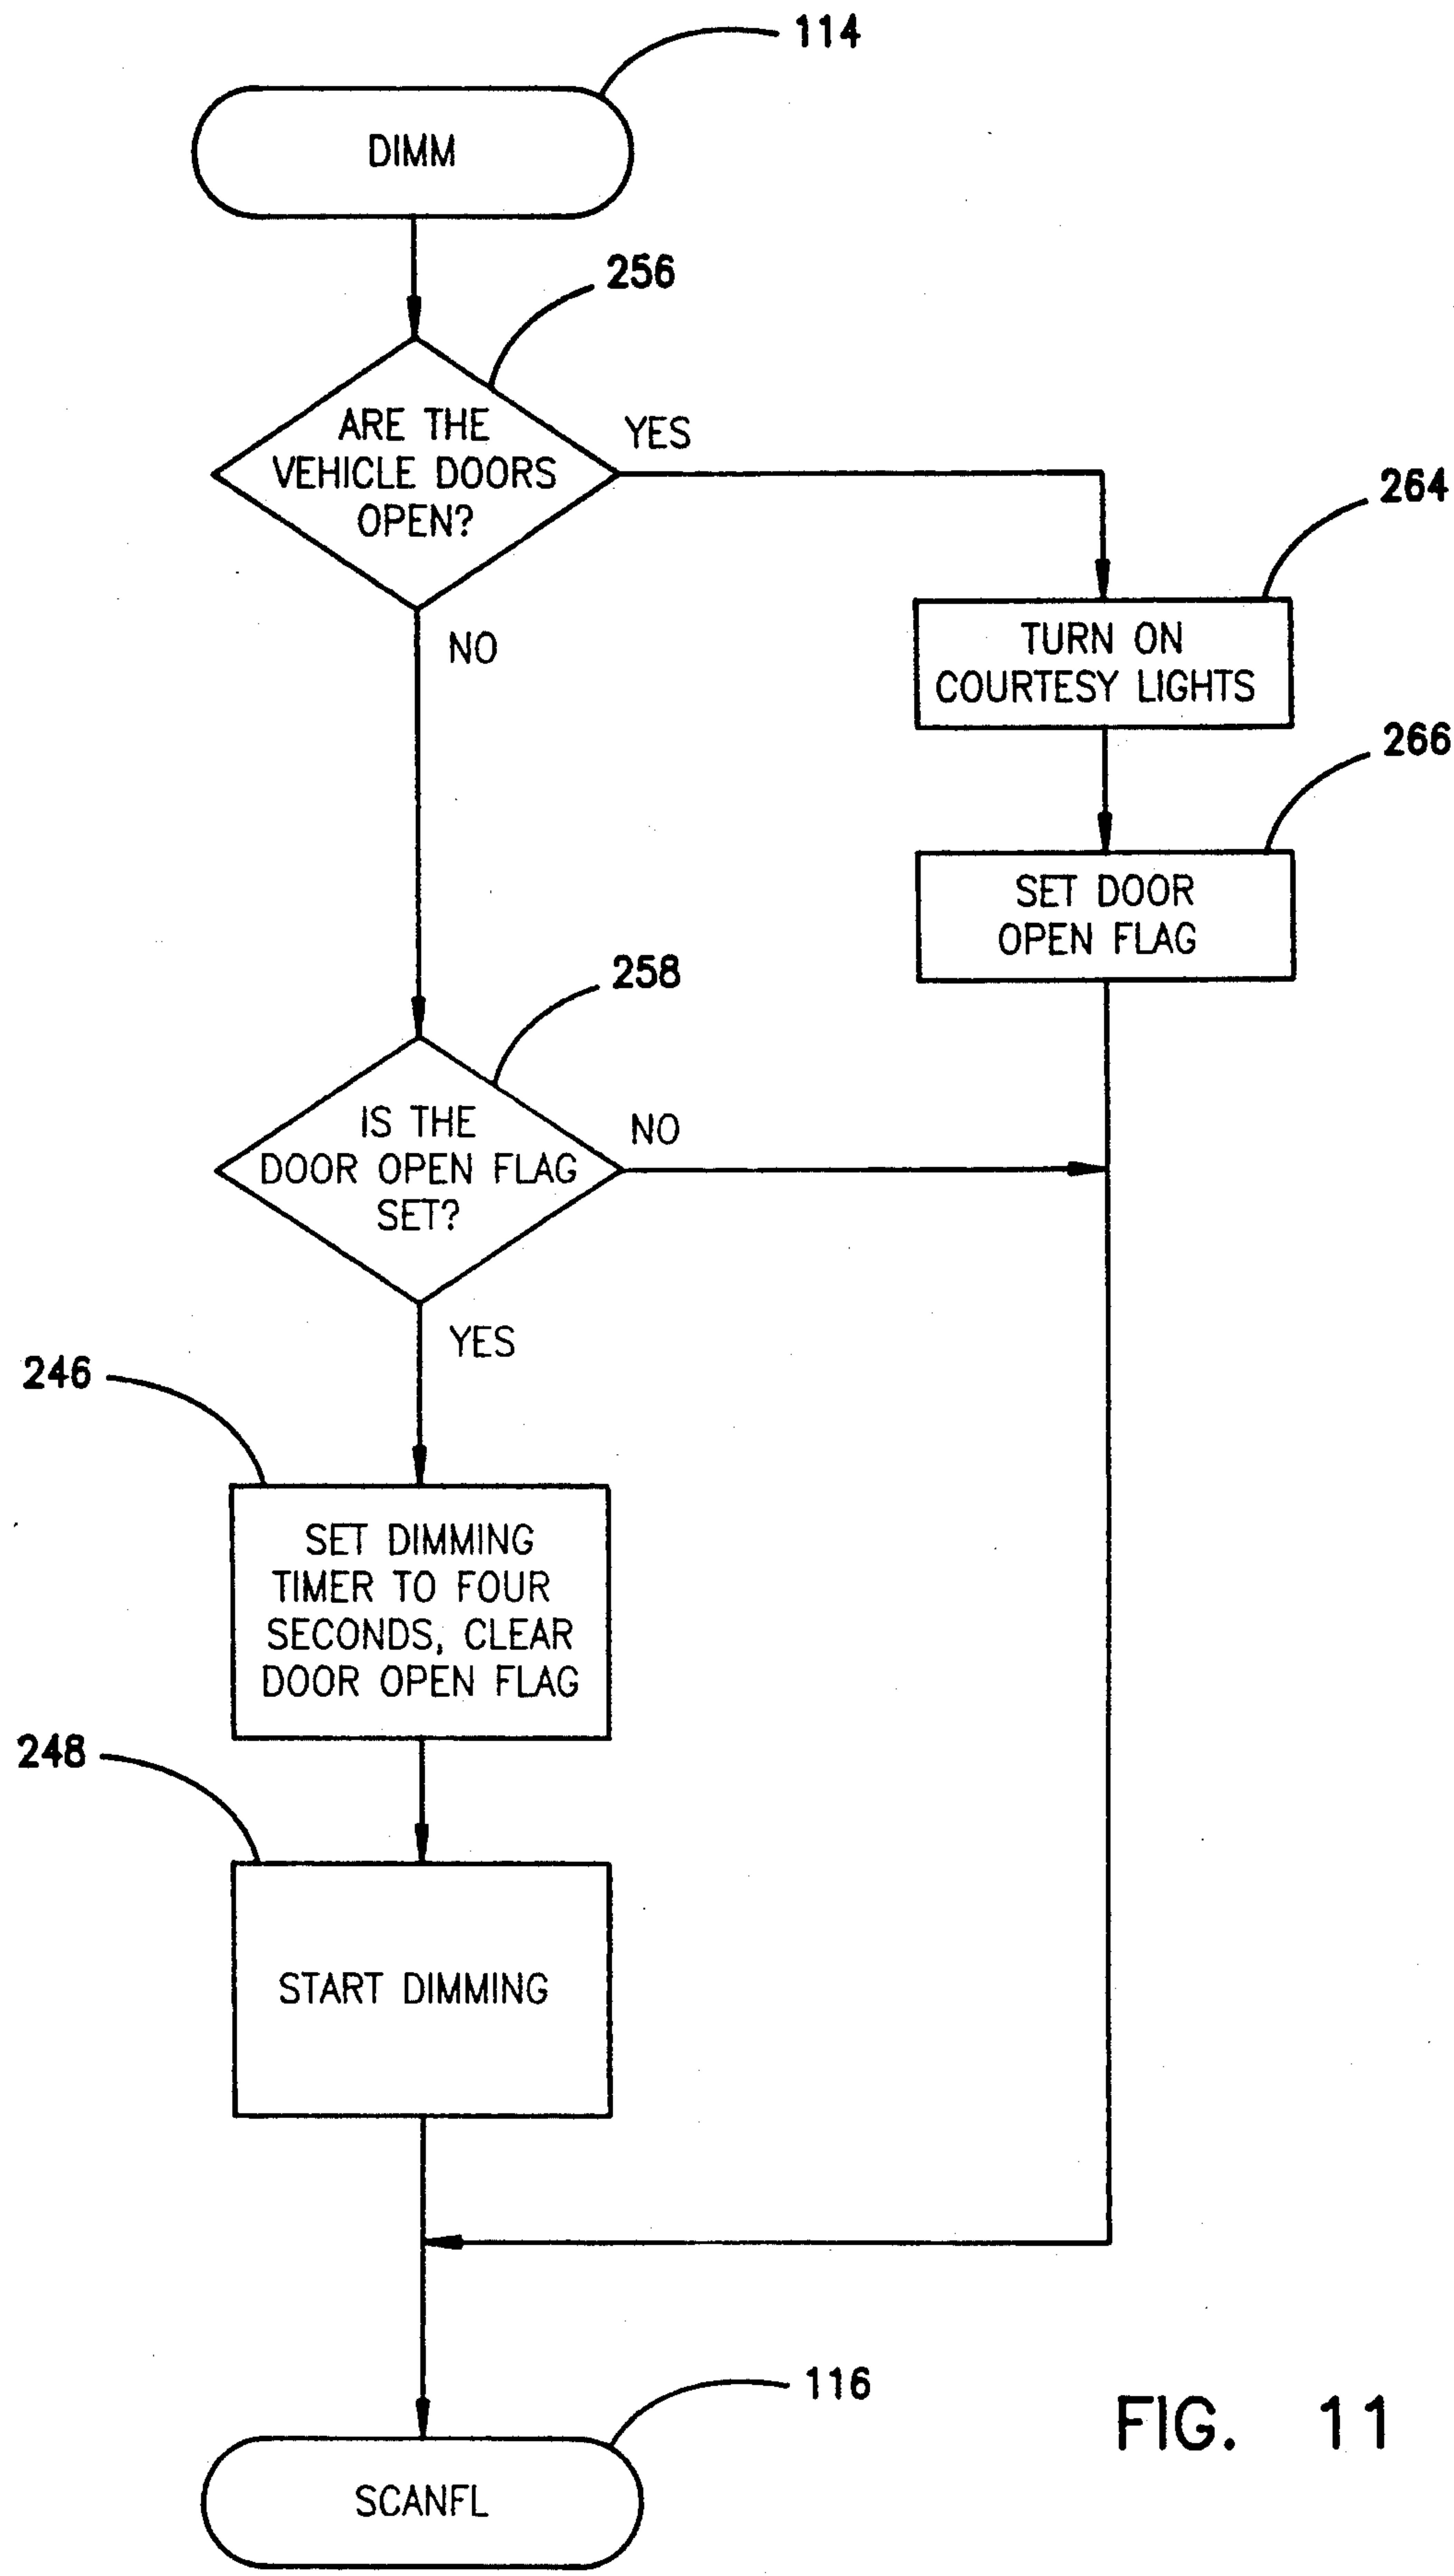 114
DIMM
256
ARE THE
VEHICLE DOORS
OPEN?
YES
NO
264
TURN ON
COURTESY LIGHTS
266
SET DOOR
OPEN FLAG
258
IS THE
DOOR OPEN FLAG
SET?
NO
YES
246
SET DIMMING
TIMER TO FOUR
SECONDS, CLEAR
DOOR OPEN FLAG
248
START DIMMING
116
SCANFL
FIG. 11